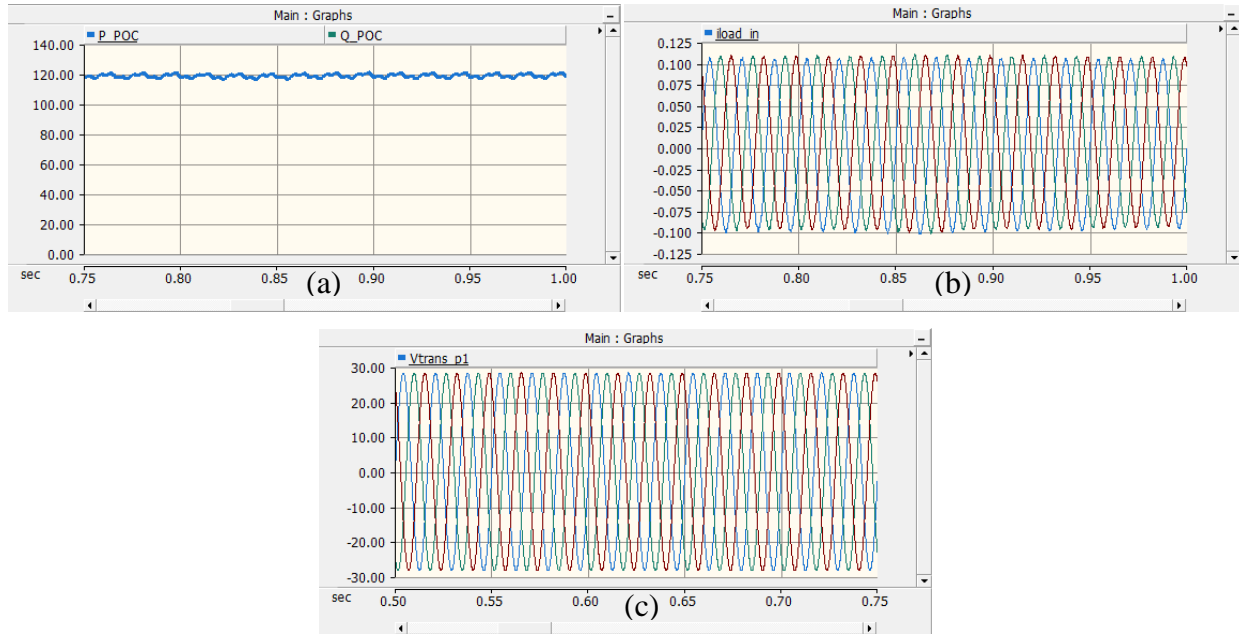 Main : Graphs
P_POC Q_POC
140.00
120.00
100.00
80.00
60.00
40.00
20.00
0.00
sec 0.75 0.80 0.85 0.90 0.95 1.00
(a)
Main : Graphs
iload_in
0.125
0.100
0.075
0.050
0.025
0.000
-0.025
-0.050
-0.075
-0.100
-0.125
sec 0.75 0.80 0.85 0.90 0.95 1.00
(b)
Main : Graphs
Vtrans_p1
30.00
20.00
10.00
0.00
-10.00
-20.00
-30.00
sec 0.50 0.55 0.60 0.65 0.70 0.75
(c)